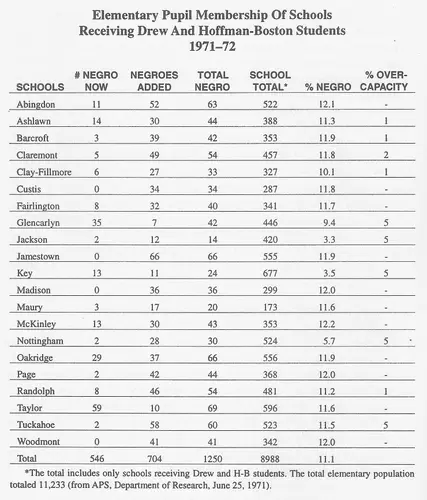 Elementary Pupil Membership Of Schools
Receiving Drew And Hoffman-Boston Students
1971–72
# NEGRO NEGROES TOTAL SCHOOL % OVER-
SCHOOLS NOW ADDED NEGRO TOTAL* % NEGRO CAPACITY
Abingdon 11 52 63 522 12.1 -
Ashlawn 14 30 44 388 11.3 1
Barcroft 3 39 42 353 11.9 1
Claremont 5 49 54 457 11.8 2
Clay-Fillmore 6 27 33 327 10.1 1
Custis 0 34 34 287 11.8 -
Fairlington 8 32 40 341 11.7 -
Glencarlyn 35 7 42 446 9.4 5
Jackson 2 12 14 420 3.3 5
Jamestown 0 66 66 555 11.9 -
Key 13 11 24 677 3.5 5
Madison 0 36 36 299 12.0 -
Maury 3 17 20 173 11.6 -
McKinley 13 30 43 353 12.2 -
Nottingham 2 28 30 524 5.7 5
Oakridge 29 37 66 556 11.9 -
Page 2 42 44 368 12.0 -
Randolph 8 46 54 481 11.2 1
Taylor 59 10 69 596 11.6 -
Tuckahoe 2 58 60 523 11.5 5
Woodmont 0 41 41 342 12.0 -
Total 546 704 1250 8988 11.1
*The total includes only schools receiving Drew and H-B students. The total elementary population
totaled 11,233 (from APS, Department of Research, June 25, 1971).